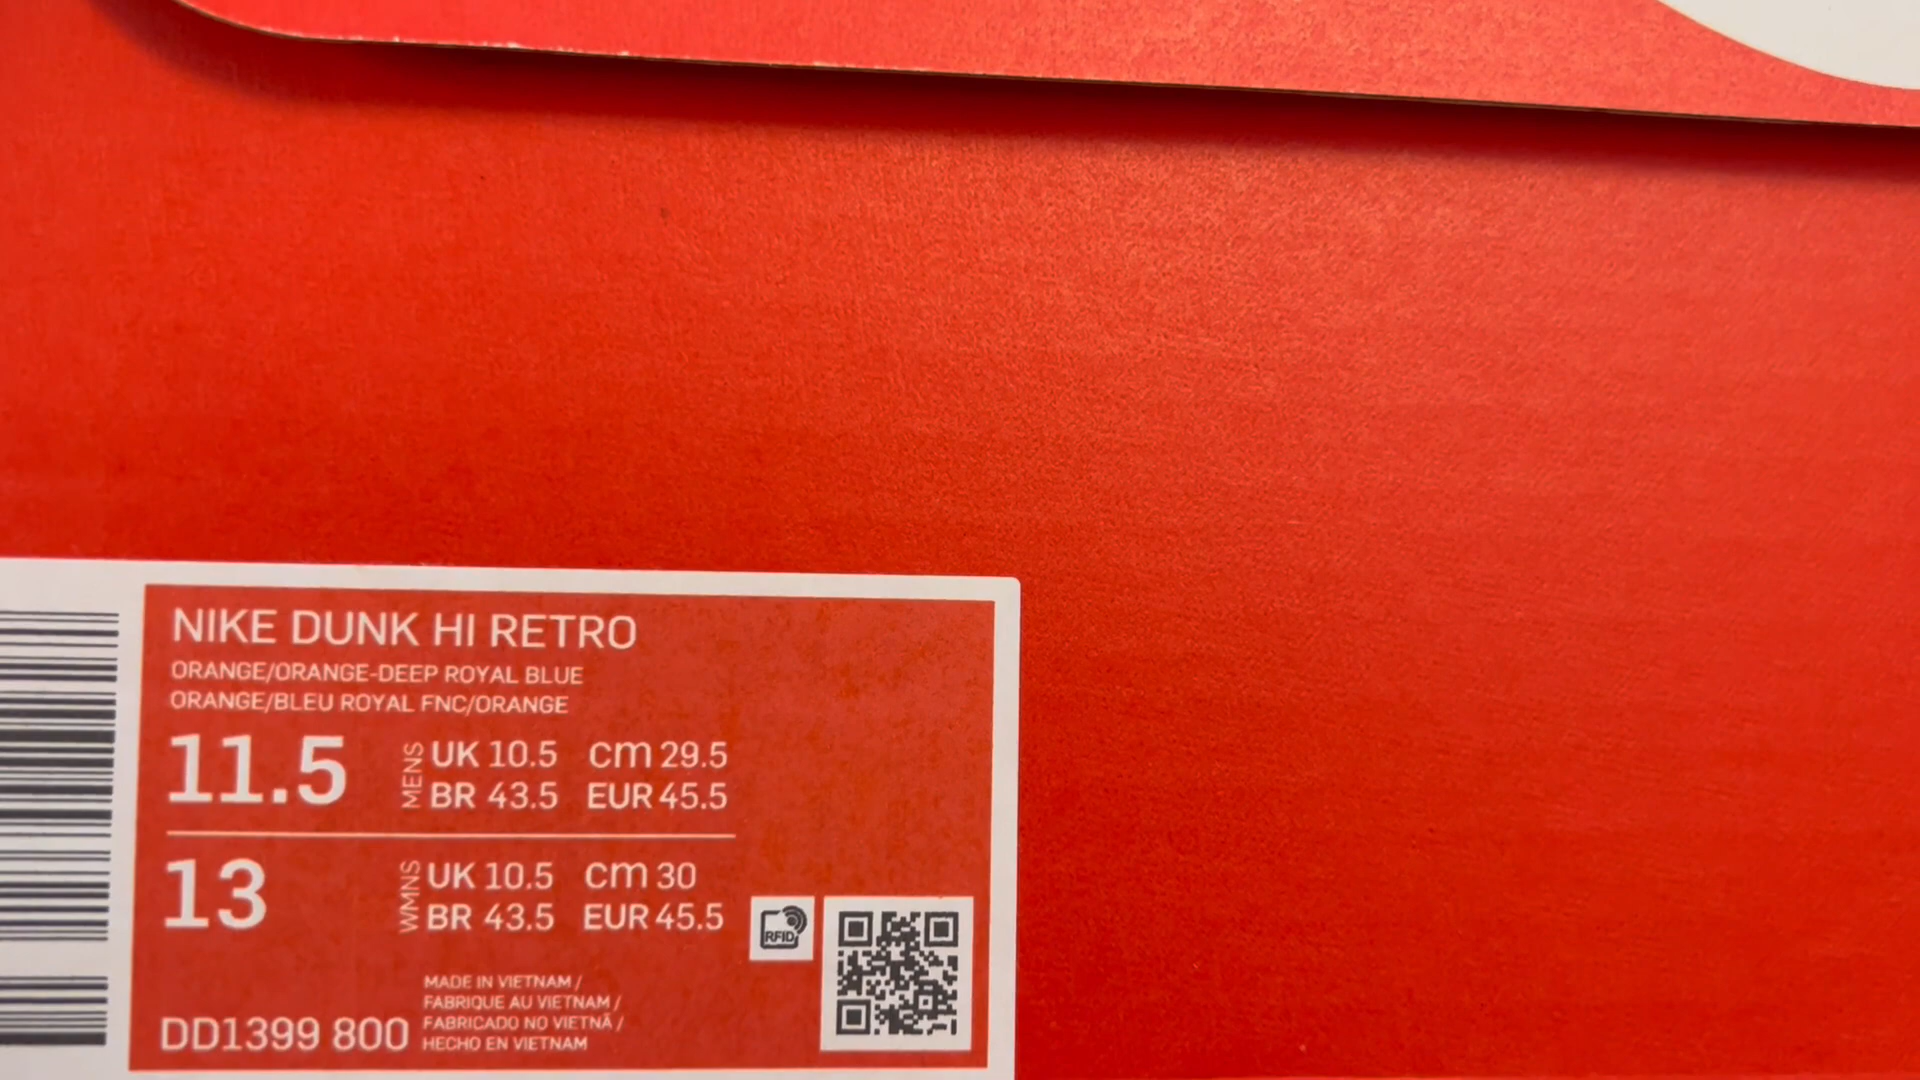 NIKE DUNK HI RETRO
ORANGE/ORANGE-DEEP ROYAL BLUE
ORANGE/BLEU ROYAL FNC/ORANGE
11.5 MENS UK 10.5 cm 29.5
BR 43.5 EUR 45.5
13 WMNS UK 10.5 cm 30
BR 43.5 EUR 45.5
RFID
MADE IN VIETNAM /
FABRIQUE AU VIETNAM /
FABRICADO NO VIETNÃ /
HECHO EN VIETNAM
DD1399 800